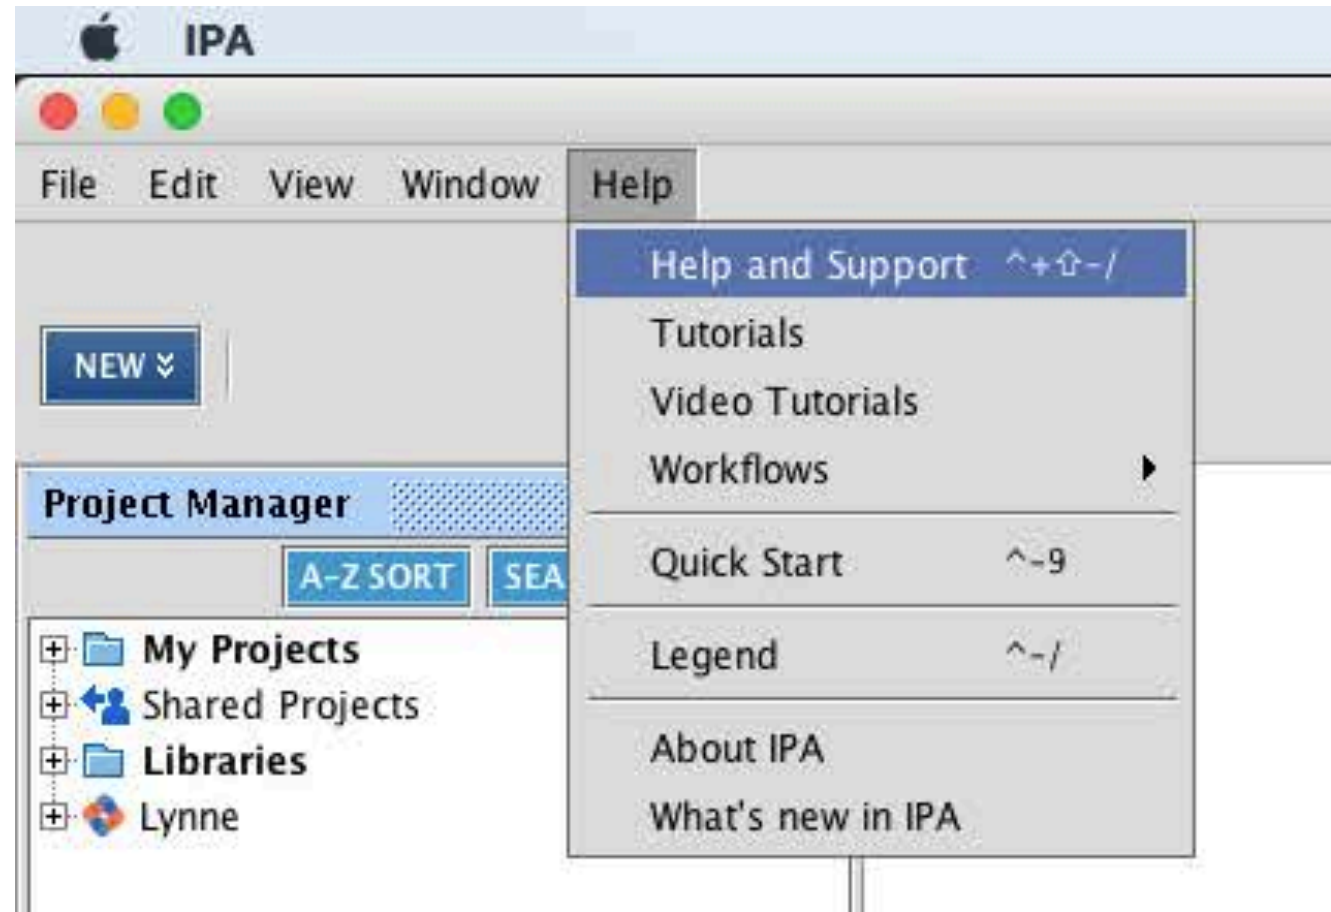 IPA
File Edit View Window Help
Help and Support ^+⇧-/
Tutorials
NEW
Video Tutorials
Workflows
Project Manager
Quick Start ^-9
A-Z SORT SEA
My Projects
Legend ^-/
Shared Projects
Libraries
About IPA
Lynne
What's new in IPA